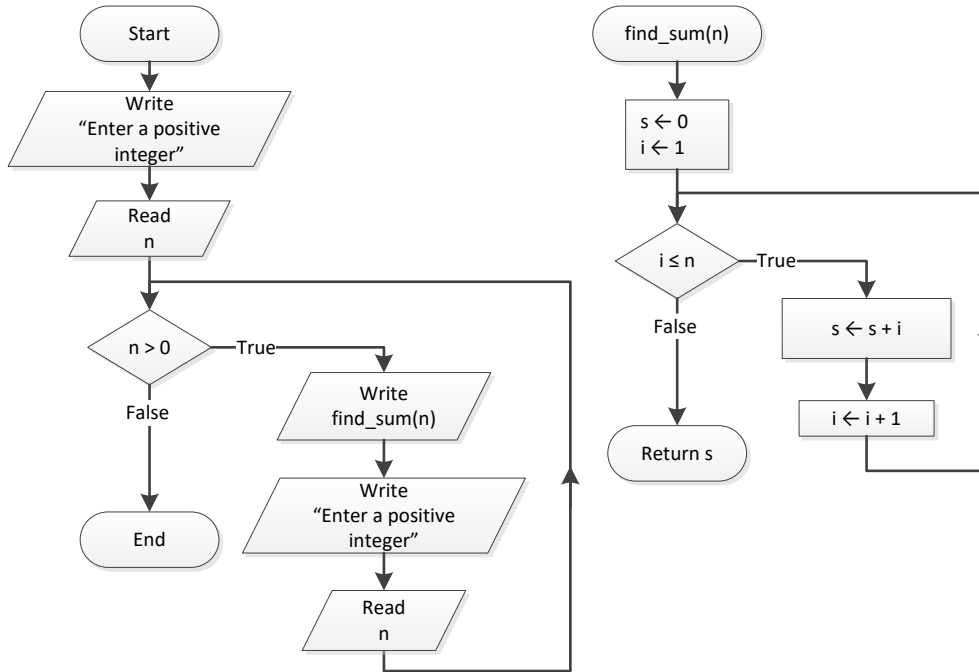 Start
Write
“Enter a positive
integer”
Read
n
n > 0
True
False
Write
find_sum(n)
Write
“Enter a positive
integer”
Read
n
End
find_sum(n)
s ← 0
i ← 1
i ≤ n
True
False
s ← s + i
i ← i + 1
Return s